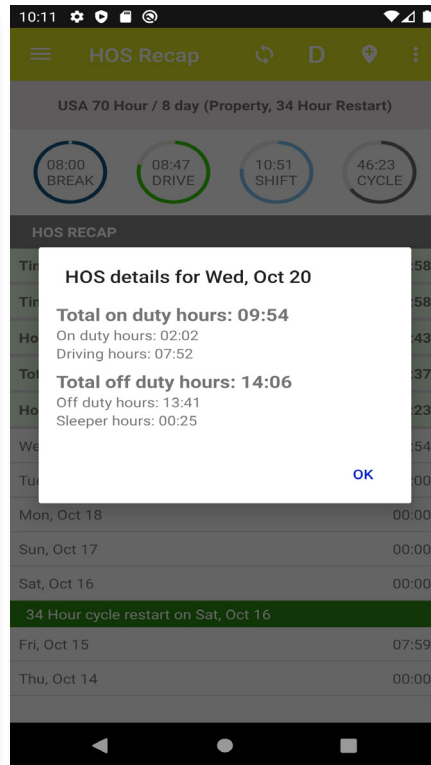 10:11
HOS Recap D
USA 70 Hour / 8 day (Property, 34 Hour Restart)
08:00 08:47 10:51 46:23
BREAK DRIVE SHIFT CYCLE
HOS RECAP
HOS details for Wed, Oct 20
Total on duty hours: 09:54
On duty hours: 02:02
Driving hours: 07:52
Total off duty hours: 14:06
Off duty hours: 13:41
Sleeper hours: 00:25
OK
Mon, Oct 18 00:00
Sun, Oct 17 00:00
Sat, Oct 16 00:00
34 Hour cycle restart on Sat, Oct 16
Fri, Oct 15 07:59
Thu, Oct 14 00:00